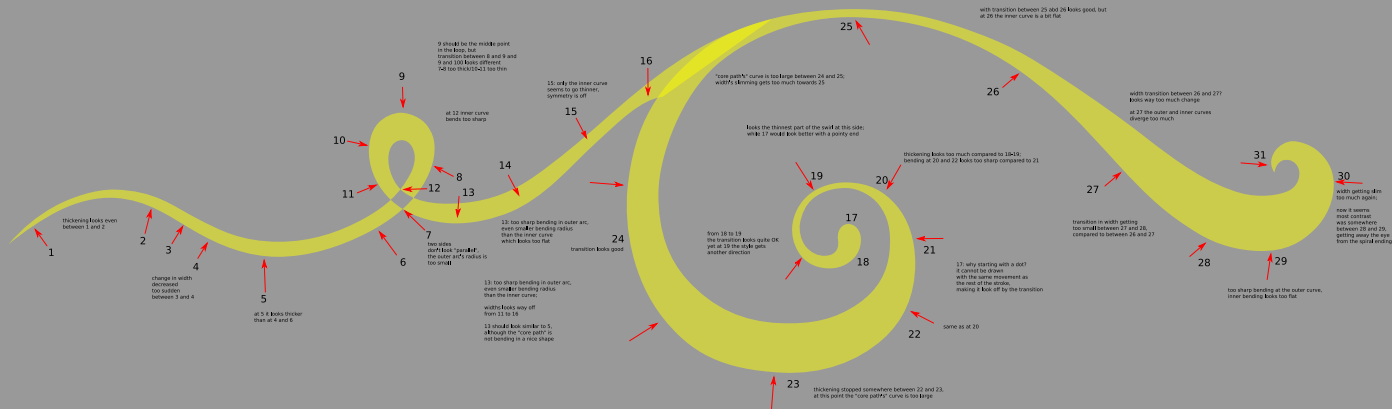 with transition between 25 abd 26 looks good, but
at 26 the inner curve is a bit flat
25
9 should be the middle point
in the loop, but
transition between 8 and 9 and
9 and 100 looks different
7-8 too thick/10-11 too thin
16
"core path's" curve is too large between 24 and 25;
width's slimming gets too much towards 25
9
15: only the inner curve
seems to go thinner,
symmetry is off
26
width transition between 26 and 27?
looks way too much change
at 27 the outer and inner curves
diverge too much
at 12 inner curve
bends too sharp
15
looks the thinnest part of the swirl at this side;
while 17 would look better with a pointy end
10
14
thickening looks too much compared to 18-19;
bending at 20 and 22 looks too sharp compared to 21
31
8
19
20
30
11
12
13
27
width getting slim
too much again;
now it seems
most contrast
was somewhere
between 28 and 29,
getting away the eye
from the spiral ending
thickening looks even
between 1 and 2
1
2
3
4
7
two sides
don't look "parallel",
the outer arc's radius is
too small
6
13: too sharp bending in outer arc,
even smaller bending radius
than the inner curve
which looks too flat
24
transition looks good
from 18 to 19
the transition looks quite OK
yet at 19 the style gets
another direction
17
18
21
transition in width getting
too small between 27 and 28,
compared to between 26 and 27
28
29
17: why starting with a dot?
it cannot be drawn
with the same movement as
the rest of the stroke,
making it look off by the transition
change in width
decreased
too sudden
between 3 and 4
5
at 5 it looks thicker
than at 4 and 6
13: too sharp bending in outer arc,
even smaller bending radius
than the inner curve;
widths looks way off
from 11 to 16
13 should look similar to 5,
although the "core path" is
not bending in a nice shape
too sharp bending at the outer curve,
inner bending looks too flat
22
same as at 20
23
thickening stopped somewhere between 22 and 23,
at this point the "core path's" curve is too large